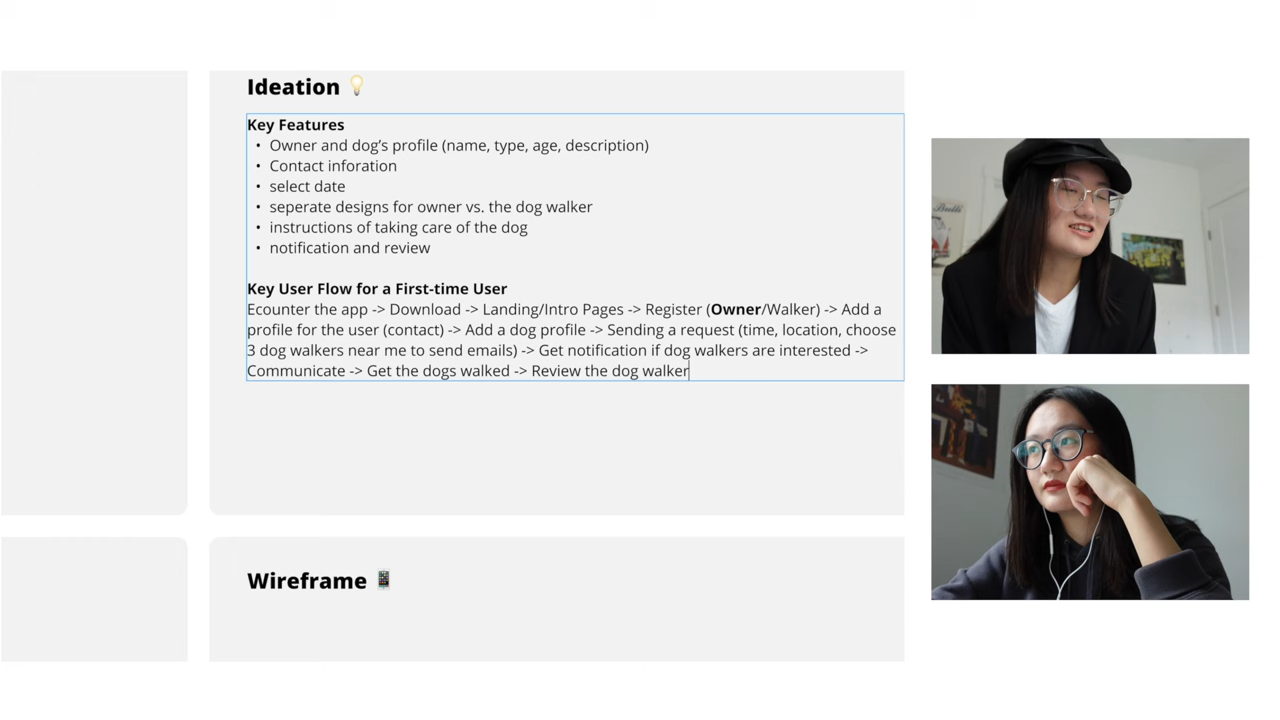 Ideation 💡
Key Features
• Owner and dog’s profile (name, type, age, description)
• Contact inforation
• select date
• seperate designs for owner vs. the dog walker
• instructions of taking care of the dog
• notification and review
Key User Flow for a First-time User
Ecounter the app -> Download -> Landing/Intro Pages -> Register (Owner/Walker) -> Add a
profile for the user (contact) -> Add a dog profile -> Sending a request (time, location, choose
3 dog walkers near me to send emails) -> Get notification if dog walkers are interested ->
Communicate -> Get the dogs walked -> Review the dog walker
Wireframe 📱